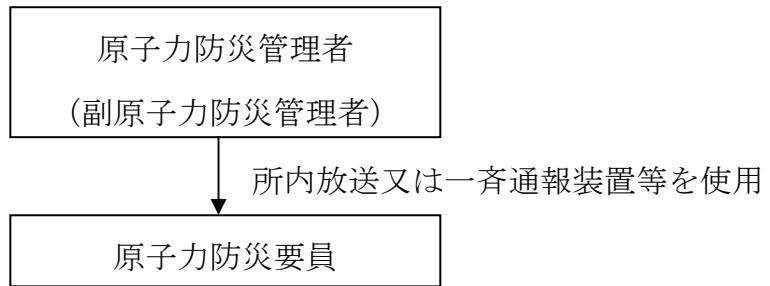 原子力防災管理者
（副原子力防災管理者）
所内放送又は一斉通報装置等を使用
原子力防災要員